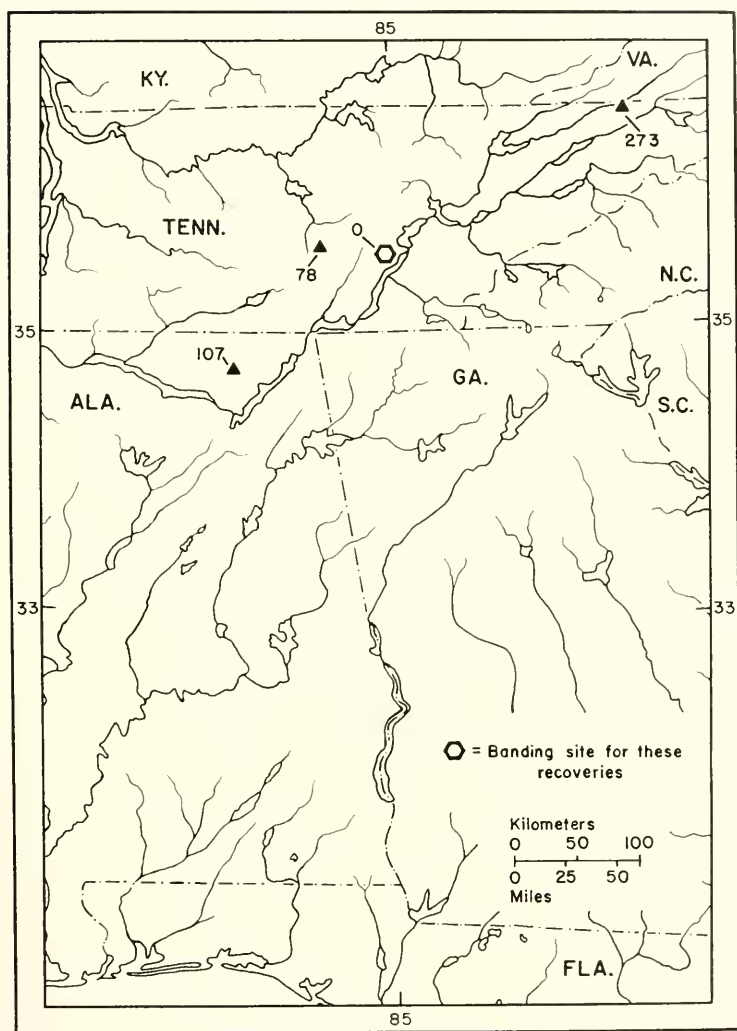 85
KY.
VA.
273
TENN.
0
78
N.C.
35
35
107
GA.
ALA.
S.C.
33
33
= Banding site for these
recoveries
Kilometers
0 50 100
0 25 50
Miles
FLA.
85